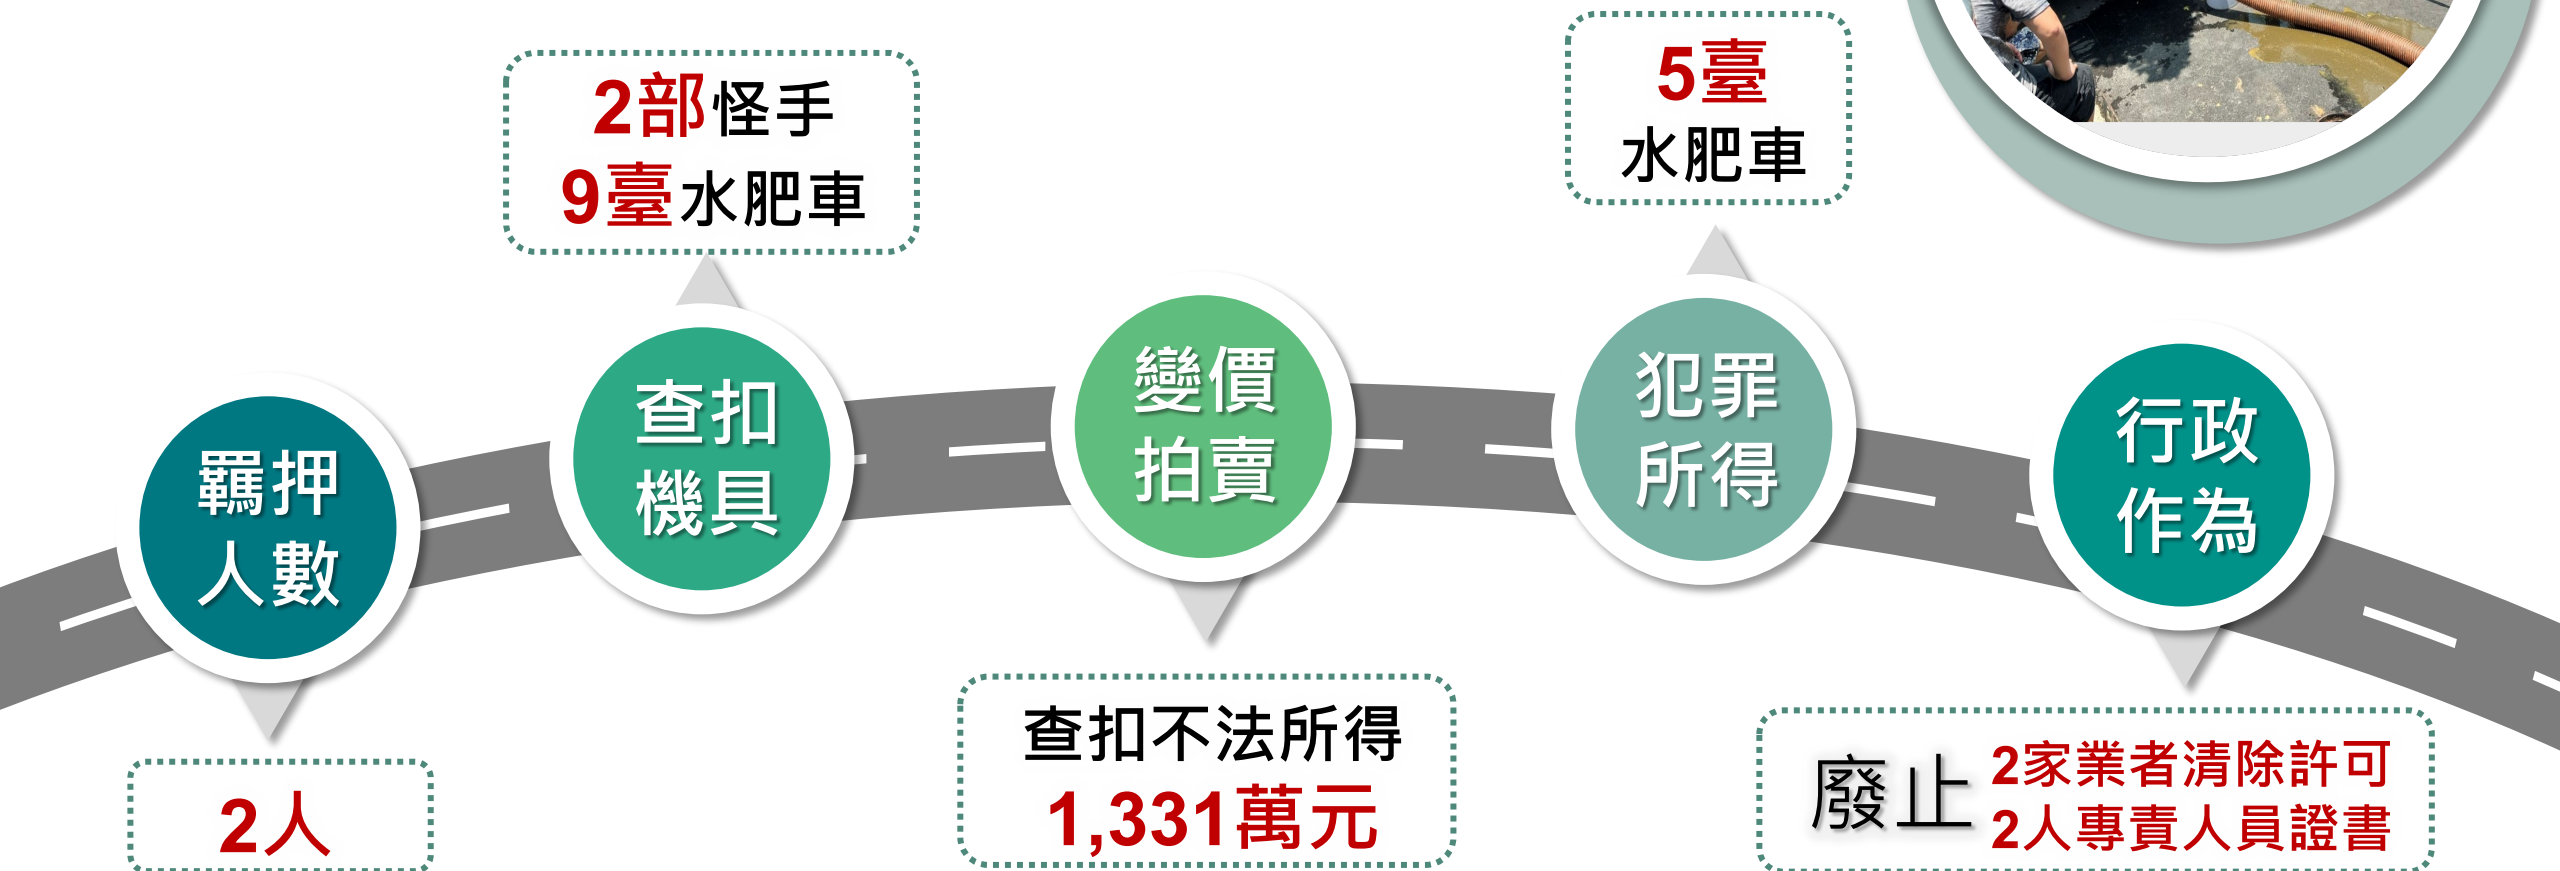 羈押
人數
2人
2部怪手
9臺水肥車
查扣
機具
變價
拍賣
查扣不法所得
1,331萬元
5臺
水肥車
犯罪
所得
行政
作為
廢止
2家業者清除許可
2人專責人員證書